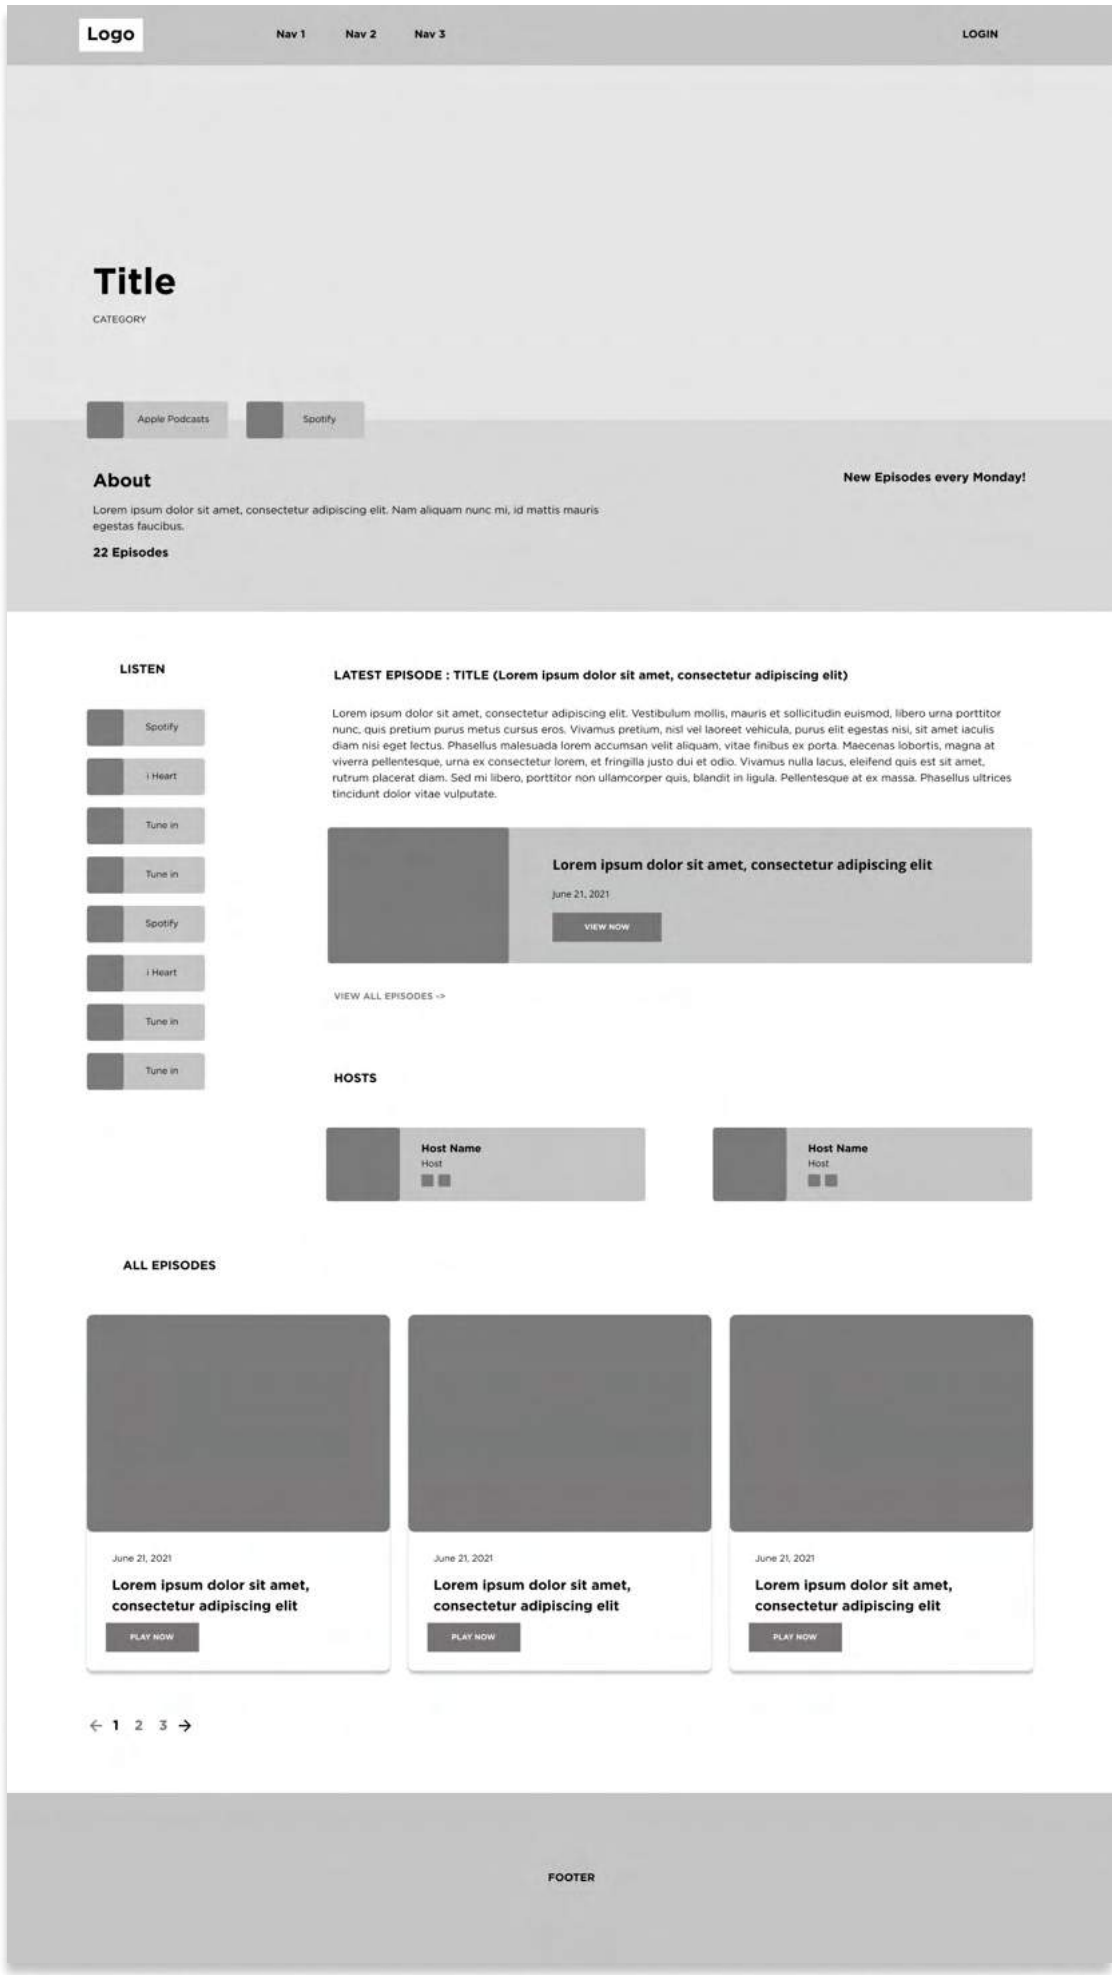 Logo
Nav 1
Nav 2
Nav 3
LOGIN
Title
CATEGORY
Apple Podcasts
Spotify
About
Lorem ipsum dolor sit amet, consectetur adipiscing elit. Nam aliquam nunc mi, id mattis mauris
egestas faucibus.
22 Episodes
New Episodes every Monday!
LISTEN
Spotify
i Heart
Tune in
Tune in
Spotify
i Heart
Tune in
Tune in
LATEST EPISODE : TITLE (Lorem ipsum dolor sit amet, consectetur adipiscing elit)
Lorem ipsum dolor sit amet, consectetur adipiscing elit. Vestibulum mollis, mauris et sollicitudin euismod, libero urna porttitor
nunc, quis pretium purus metus cursus eros. Vivamus pretium, nisl vel laoreet vehicula, purus elit egestas nisi, sit amet iaculis
diam nisi eget lectus. Phasellus malesuada lorem accumsan velit aliquam, vitae finibus ex porta. Maecenas lobortis, magna at
viverra pellentesque, urna ex consectetur lorem, et fringilla justo dui et odio. Vivamus nulla lacus, eleifend quis est sit amet,
rutrum placerat diam. Sed mi libero, porttitor non ullamcorper quis, blandit in ligula. Pellentesque at ex massa. Phasellus ultrices
tincidunt dolor vitae vulputate.
Lorem ipsum dolor sit amet, consectetur adipiscing elit
June 21, 2021
VIEW NOW
VIEW ALL EPISODES ->
HOSTS
Host Name
Host
Host Name
Host
ALL EPISODES
June 21, 2021
Lorem ipsum dolor sit amet,
consectetur adipiscing elit
PLAY NOW
June 21, 2021
Lorem ipsum dolor sit amet,
consectetur adipiscing elit
PLAY NOW
June 21, 2021
Lorem ipsum dolor sit amet,
consectetur adipiscing elit
PLAY NOW
← 1 2 3 →
FOOTER